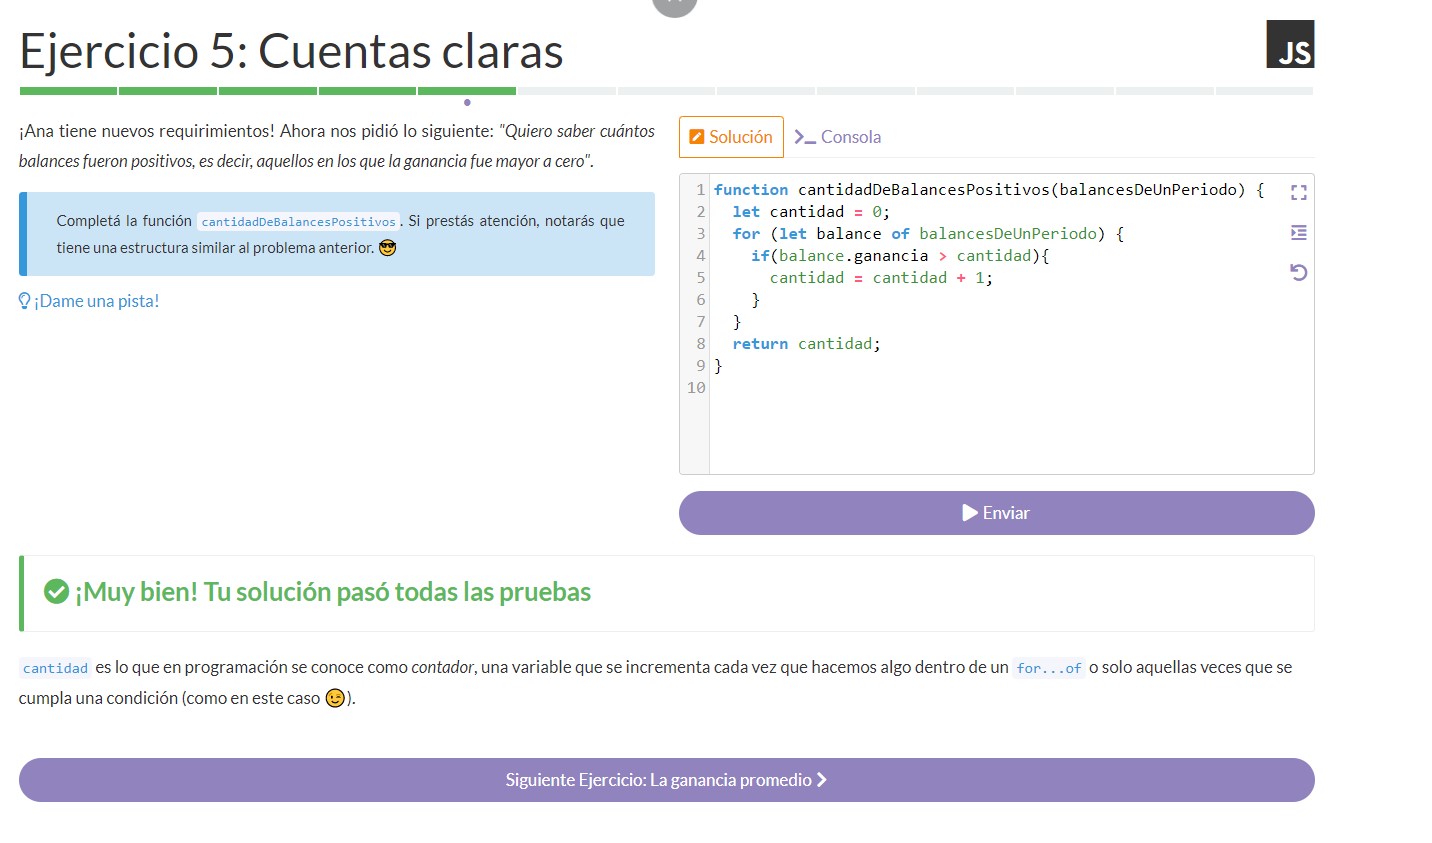 Ejercicio 5: Cuentas claras
JS
¡Ana tiene nuevos requirimientos! Ahora nos pidió lo siguiente: "Quiero saber cuántos
balances fueron positivos, es decir, aquellos en los que la ganancia fue mayor a cero".
Completá la función cantidadDeBalancesPositivos. Si prestás atención, notarás que
tiene una estructura similar al problema anterior. 😎
¡Dame una pista!
Solución
Consola
1 function cantidadDeBalancesPositivos(balancesDeUnPeriodo) {
2   let cantidad = 0;
3   for (let balance of balancesDeUnPeriodo) {
4     if(balance.ganancia > cantidad){
5       cantidad = cantidad + 1;
6     }
7   }
8   return cantidad;
9 }
10
Enviar
¡Muy bien! Tu solución pasó todas las pruebas
cantidad es lo que en programación se conoce como contador, una variable que se incrementa cada vez que hacemos algo dentro de un for...of o solo aquellas veces que se
cumpla una condición (como en este caso 😉).
Siguiente Ejercicio: La ganancia promedio